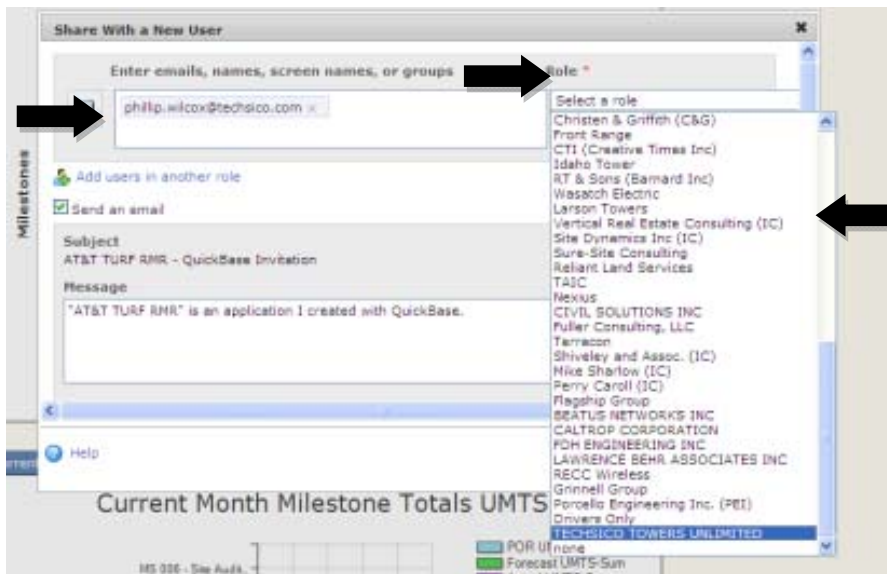 Share With a New User
Enter emails, names, screen names, or groups
Role *
phillip.wilcox@techsico.com ×
Select a role
Christen & Griffith (C&G)
Front Range
CTI (Creative Times Inc)
Idaho Tower
RT & Sons (Barnard Inc)
Wasatch Electric
Larson Towers
Vertical Real Estate Consulting (IC)
Site Dynamics Inc (IC)
Sure-Site Consulting
Reliant Land Services
TAIC
Nexius
CIVIL SOLUTIONS INC
Fuller Consulting, LLC
Terracon
Shiveley and Assoc. (IC)
Mike Sharlow (IC)
Perry Caroll (IC)
Flagship Group
BEATUS NETWORKS INC
CALTROP CORPORATION
FDH ENGINEERING INC
LAWRENCE BEHR ASSOCIATES INC
RECC Wireless
Grinnell Group
Porcello Engineering Inc. (PEI)
Drivers Only
TECHSICO TOWERS UNLIMITED
none
Milestones
Add users in another role
Send an email
Subject
AT&T TURF RMR - QuickBase Invitation
Message
"AT&T TURF RMR" is an application I created with QuickBase.
Help
Current Month Milestone Totals UMTS
MS 006 - Site Audit
POR
Forecast UMTS-Sum